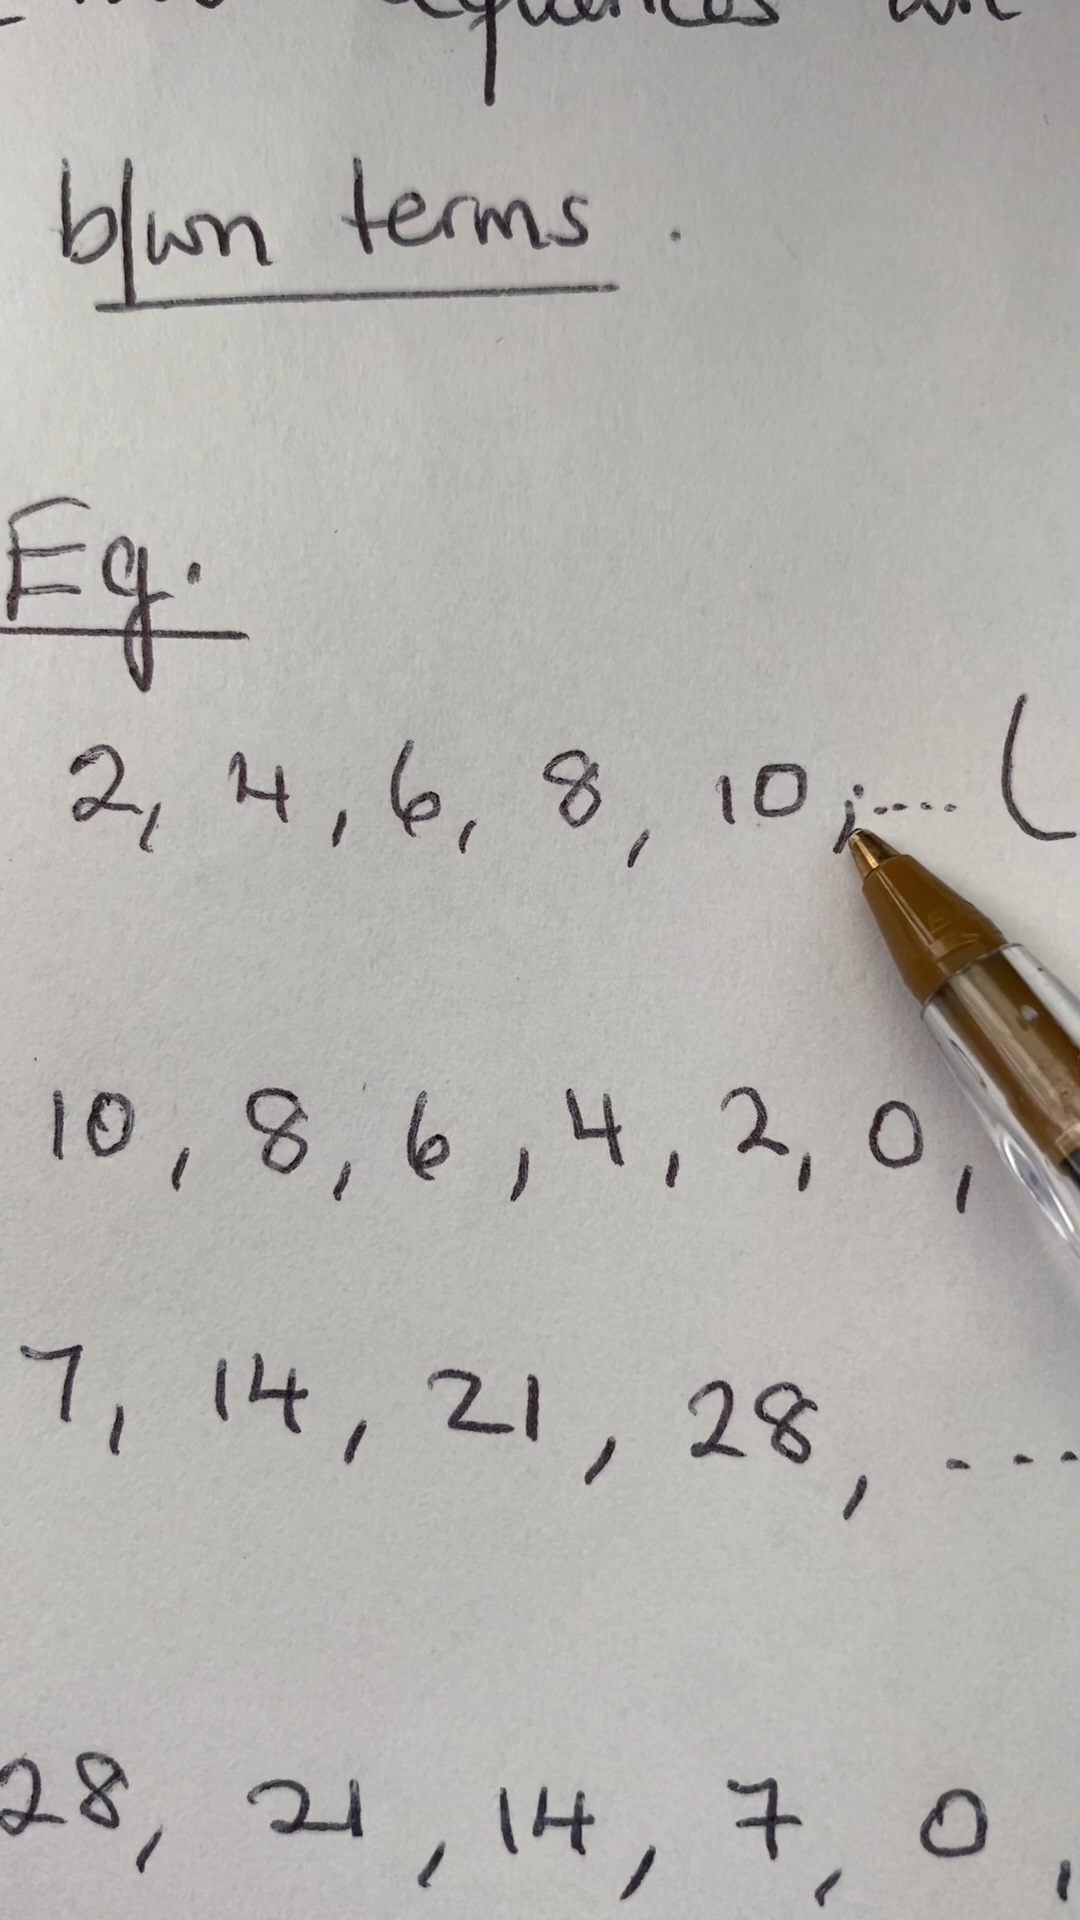 sequences
b/wn terms.
Eg.
2, 4, 6, 8, 10, .... (
10, 8, 6, 4, 2, 0,
7, 14, 21, 28, ....
28, 21, 14, 7, 0,